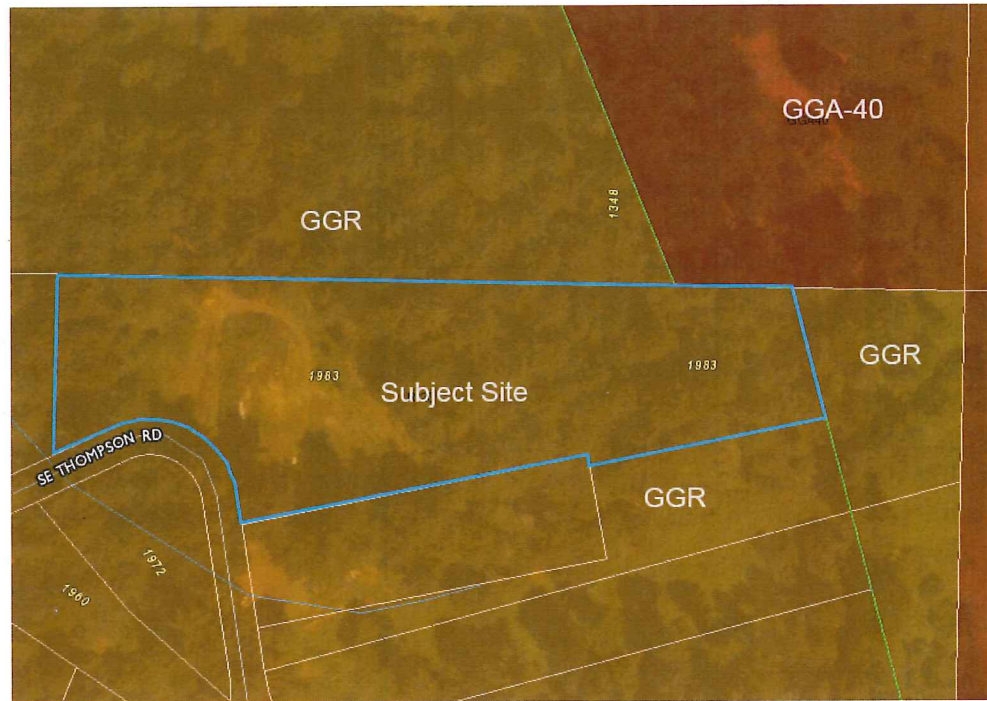 GGA-40
GGR
1348
GGR
1983
1983
Subject Site
SE THOMPSON RD
GGR
1972
1960